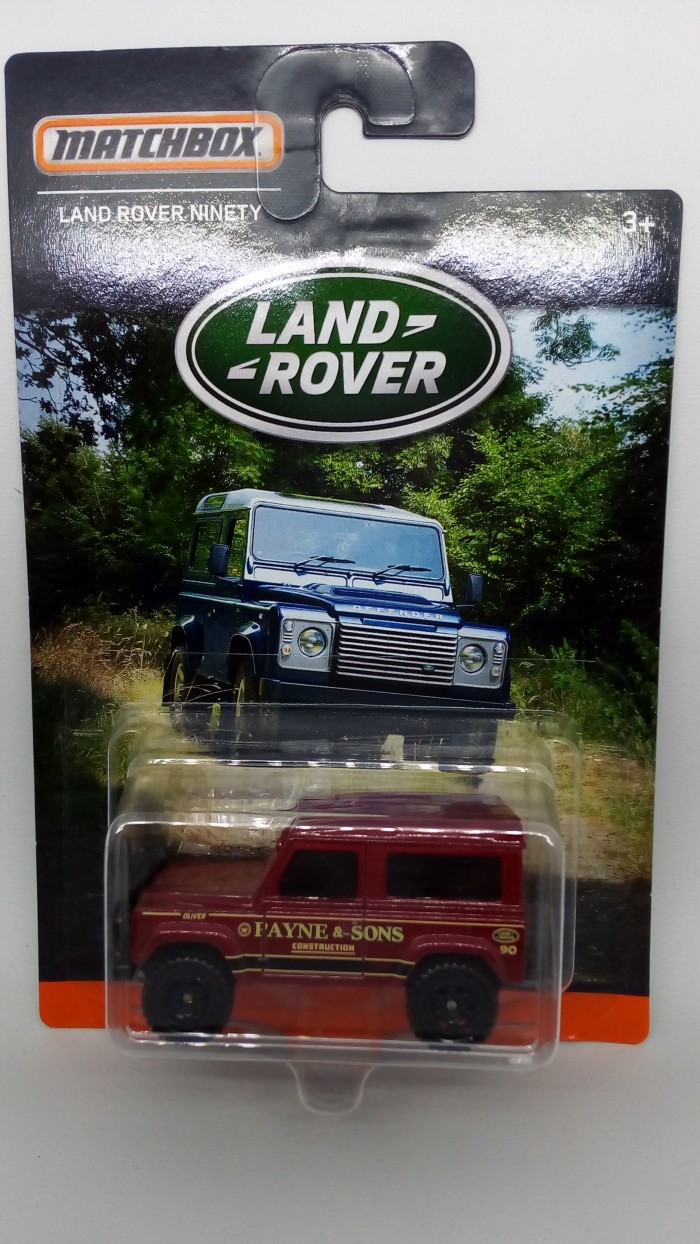 MATCHBOX
LAND ROVER NINETY
3+
LAND
ROVER
DEFENDER
OLIVER
PAYNE & SONS
CONSTRUCTION
90